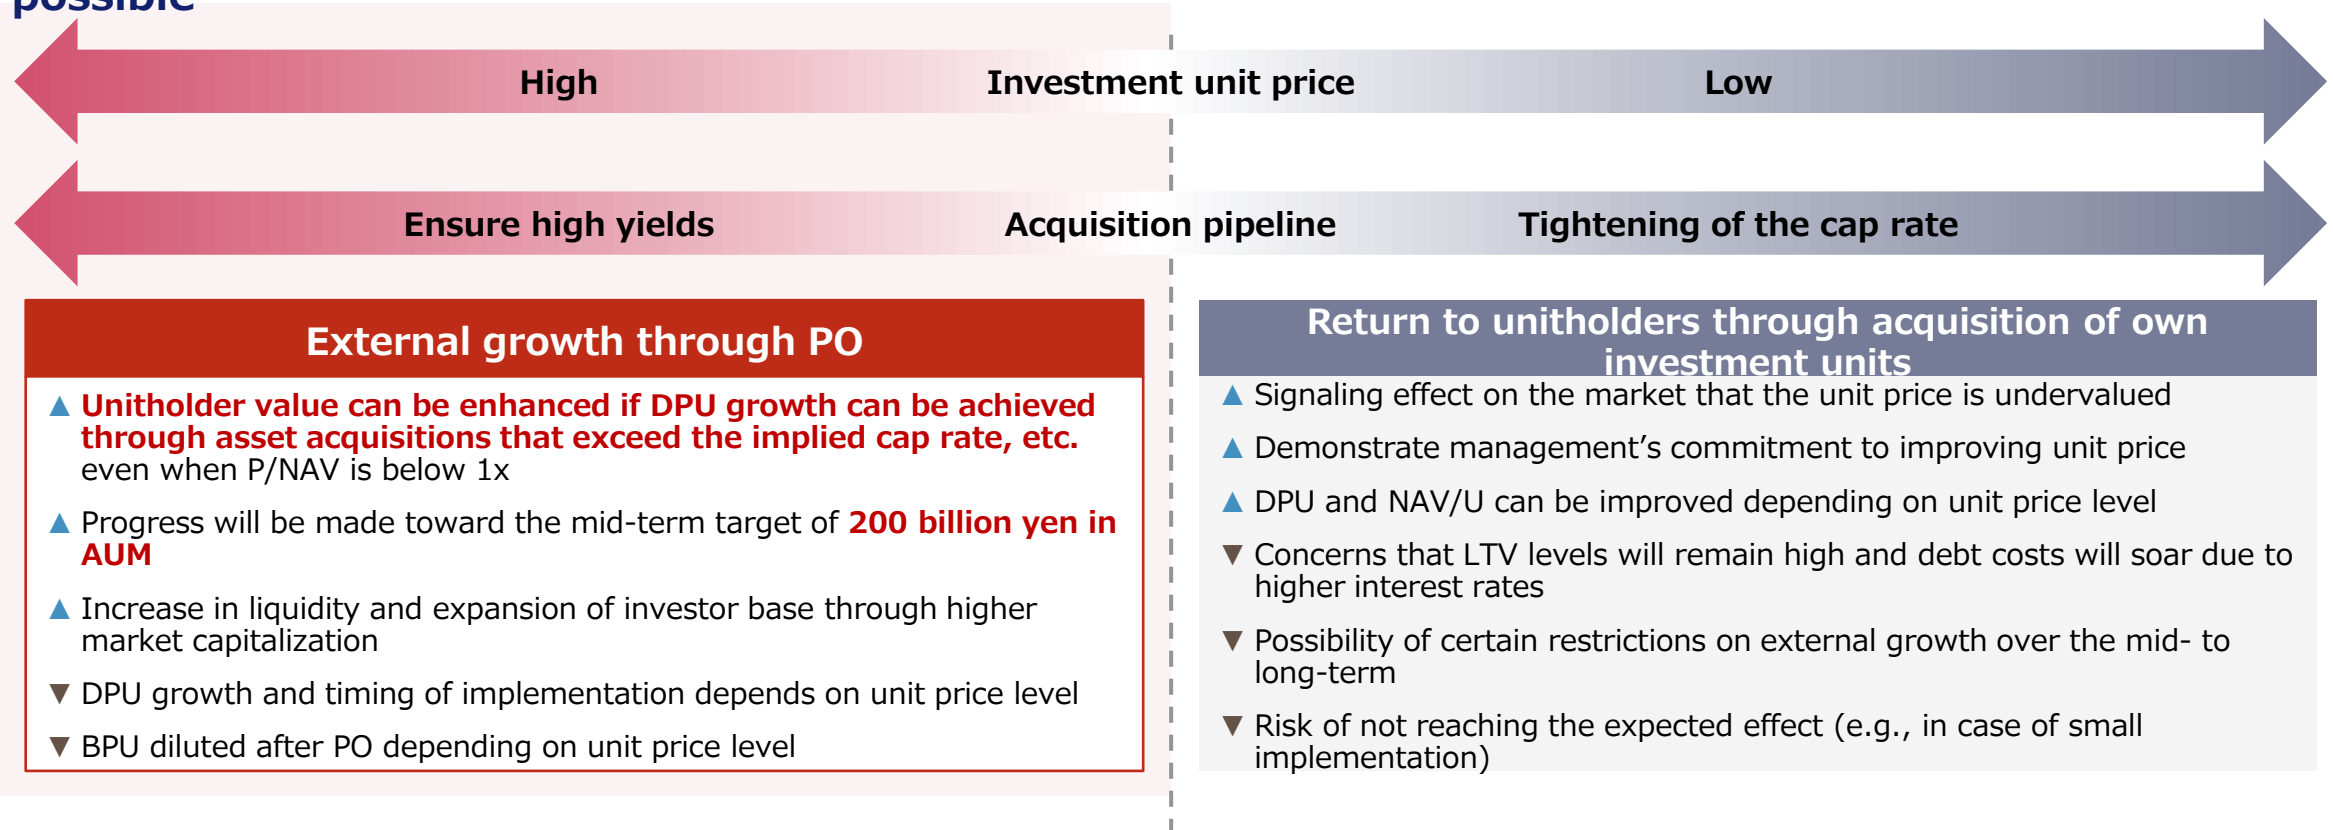 possible
High Investment unit price Low
Ensure high yields Acquisition pipeline Tightening of the cap rate
External growth through PO
▲ Unitholder value can be enhanced if DPU growth can be achieved
through asset acquisitions that exceed the implied cap rate, etc.
even when P/NAV is below 1x
▲ Progress will be made toward the mid-term target of 200 billion yen in
AUM
▲ Increase in liquidity and expansion of investor base through higher
market capitalization
▼ DPU growth and timing of implementation depends on unit price level
▼ BPU diluted after PO depending on unit price level
Return to unitholders through acquisition of own
investment units
▲ Signaling effect on the market that the unit price is undervalued
▲ Demonstrate management’s commitment to improving unit price
▲ DPU and NAV/U can be improved depending on unit price level
▼ Concerns that LTV levels will remain high and debt costs will soar due to
higher interest rates
▼ Possibility of certain restrictions on external growth over the mid- to
long-term
▼ Risk of not reaching the expected effect (e.g., in case of small
implementation)